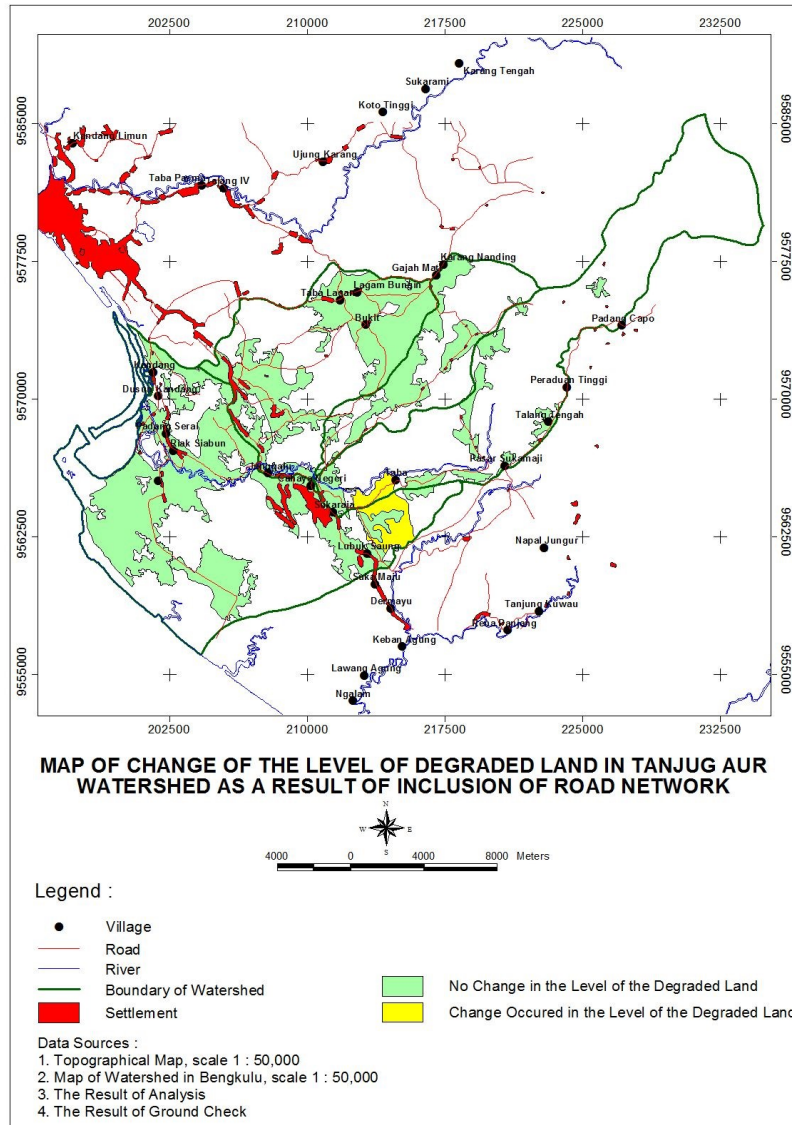 202500 210000 217500 225000 232500
Karang Tengah
Sukarami
Koto Tinggi
9585000 9585000
Kandang Limun
Ujung Karang
Talang IV
9577500 9577500
Karang Nanding
Gajah Mati
Lagam Bungin
Taba Lagan
Bukit
Padang Capo
Kandang
Peraduan Tinggi
Dusun Kandang
9570000 9570000
Talang Tengah
Padang Serai
Riak Siabun
Pasar Sukamaji
Taba
Sukaraja
9562500 9562500
Lubuk Saung
Napal Jungur
Suka Maju
Dermayu
Tanjung Kuwau
Keban Agung
Lawang Agung
9555000 9555000
Ngalam
202500 210000 217500 225000 232500
MAP OF CHANGE OF THE LEVEL OF DEGRADED LAND IN TANJUG AUR
WATERSHED AS A RESULT OF INCLUSION OF ROAD NETWORK
N
W E
S
4000 0 4000 8000 Meters
Legend :
Village
Road
River
Boundary of Watershed
Settlement
No Change in the Level of the Degraded Land
Change Occured in the Level of the Degraded Land
Data Sources :
1. Topographical Map, scale 1 : 50,000
2. Map of Watershed in Bengkulu, scale 1 : 50,000
3. The Result of Analysis
4. The Result of Ground Check